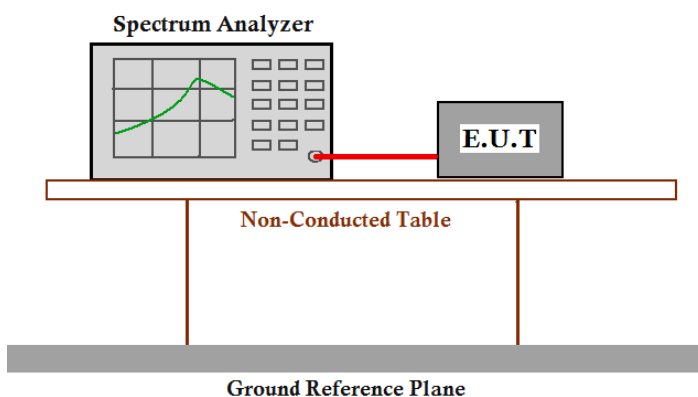 Spectrum Analyzer
E.U.T
Non-Conducted Table
Ground Reference Plane